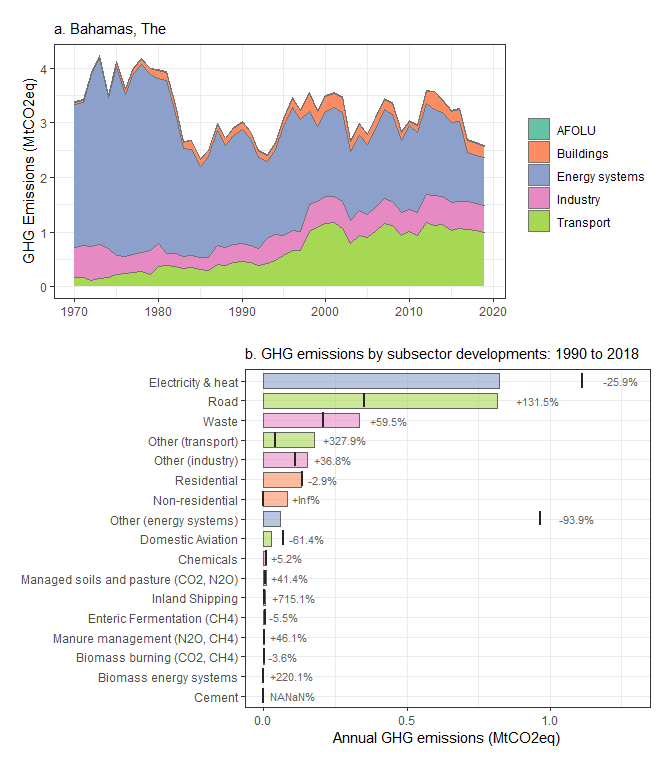 a. Bahamas, The
GHG Emissions (MtCO2eq)
4
3
2
1
0
1970
1980
1990
2000
2010
2020
AFOLU
Buildings
Energy systems
Industry
Transport
b. GHG emissions by subsector developments: 1990 to 2018
Electricity & heat -25.9%
Road +131.5%
Waste +59.5%
Other (transport) +327.9%
Other (industry) +36.8%
Residential -2.9%
Non-residential +Inf%
Other (energy systems) -93.9%
Domestic Aviation -61.4%
Chemicals +5.2%
Managed soils and pasture (CO2, N2O) +41.4%
Inland Shipping +715.1%
Enteric Fermentation (CH4) -5.5%
Manure management (N2O, CH4) +46.1%
Biomass burning (CO2, CH4) -3.6%
Biomass energy systems +220.1%
Cement NANaN%
0.0
0.5
1.0
Annual GHG emissions (MtCO2eq)